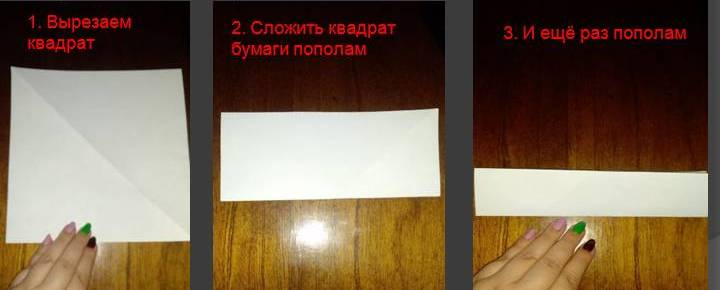 1. Вырезаем
квадрат
2. Сложить квадрат
бумаги пополам
3. И ещё раз пополам